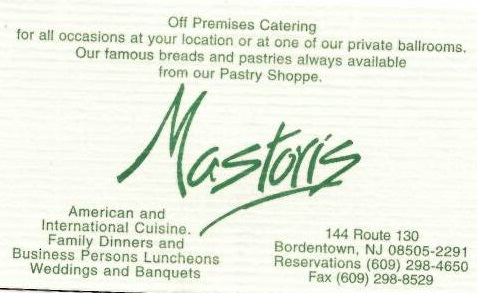 Off Premises Catering
for all occasions at your location or at one of our private ballrooms.
Our famous breads and pastries always available
from our Pastry Shoppe.
Mastoris
American and
International Cuisine.
Family Dinners and
Business Persons Luncheons
Weddings and Banquets
144 Route 130
Bordentown, NJ 08505-2291
Reservations (609) 298-4650
Fax (609) 298-8529